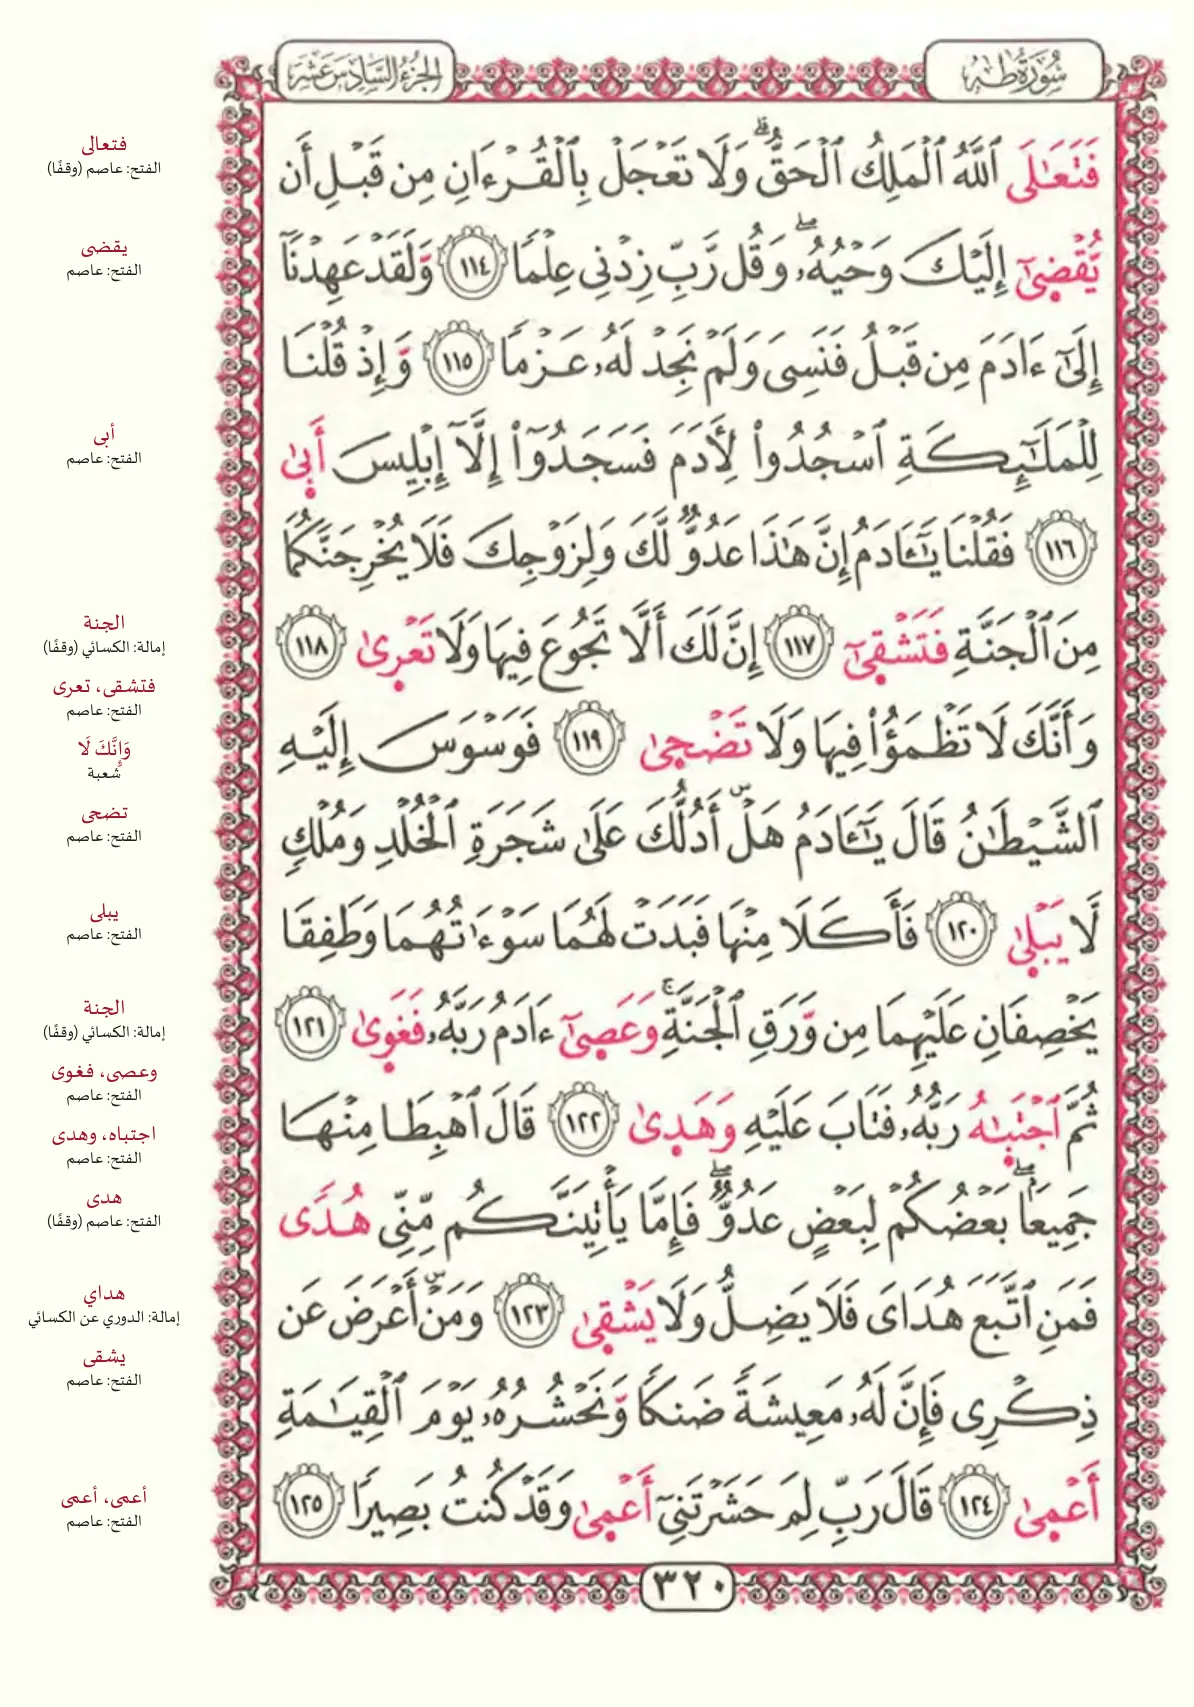 سُورَةُ طه
الجُزْءُ السَّادِسَ عَشَرَ
فَتَعَٰلَى ٱللَّهُ ٱلْمَلِكُ ٱلْحَقُّ ۗ وَلَا تَعْجَلْ بِٱلْقُرْءَانِ مِن قَبْلِ أَن
يُقْضَىٰٓ إِلَيْكَ وَحْيُهُۥ ۖ وَقُل رَّبِّ زِدْنِى عِلْمًا ١١٤ وَلَقَدْ عَهِدْنَآ
إِلَىٰٓ ءَادَمَ مِن قَبْلُ فَنَسِىَ وَلَمْ نَجِدْ لَهُۥ عَزْمًا ١١٥ وَإِذْ قُلْنَا
لِلْمَلَٰٓئِكَةِ ٱسْجُدُوا۟ لِأَدَمَ فَسَجَدُوٓا۟ إِلَّآ إِبْلِيسَ أَبَىٰ
١١٦ فَقُلْنَا يَٰٓـَٔادَمُ إِنَّ هَٰذَا عَدُوٌّ لَّكَ وَلِزَوْجِكَ فَلَا يُخْرِجَنَّكُمَا
مِنَ ٱلْجَنَّةِ فَتَشْقَىٰٓ ١١٧ إِنَّ لَكَ أَلَّا تَجُوعَ فِيهَا وَلَا تَعْرَىٰ ١١٨
وَأَنَّكَ لَا تَظْمَؤُا۟ فِيهَا وَلَا تَضْحَىٰ ١١٩ فَوَسْوَسَ إِلَيْهِ
ٱلشَّيْطَٰنُ قَالَ يَٰٓـَٔادَمُ هَلْ أَدُلُّكَ عَلَىٰ شَجَرَةِ ٱلْخُلْدِ وَمُلْكٍ
لَّا يَبْلَىٰ ١٢٠ فَأَكَلَا مِنْهَا فَبَدَتْ لَهُمَا سَوْءَٰتُهُمَا وَطَفِقَا
يَخْصِفَانِ عَلَيْهِمَا مِن وَرَقِ ٱلْجَنَّةِ ۚ وَعَصَىٰٓ ءَادَمُ رَبَّهُۥ فَغَوَىٰ ١٢١
ثُمَّ ٱجْتَبَٰهُ رَبُّهُۥ فَتَابَ عَلَيْهِ وَهَدَىٰ ١٢٢ قَالَ ٱهْبِطَا مِنْهَا
جَمِيعًۢا ۖ بَعْضُكُمْ لِبَعْضٍ عَدُوٌّ ۖ فَإِمَّا يَأْتِيَنَّكُم مِّنِّى هُدًى
فَمَنِ ٱتَّبَعَ هُدَاىَ فَلَا يَضِلُّ وَلَا يَشْقَىٰ ١٢٣ وَمَنْ أَعْرَضَ عَن
ذِكْرِى فَإِنَّ لَهُۥ مَعِيشَةً ضَنكًا وَنَحْشُرُهُۥ يَوْمَ ٱلْقِيَٰمَةِ
أَعْمَىٰ ١٢٤ قَالَ رَبِّ لِمَ حَشَرْتَنِىٓ أَعْمَىٰ وَقَدْ كُنتُ بَصِيرًا ١٢٥
٣٢٠
فتعالى
الفتح: عاصم (وقفًا)
يقضى
الفتح: عاصم
أبى
الفتح: عاصم
الجنة
إمالة: الكسائي (وقفًا)
فتشقى، تعرى
الفتح: عاصم
وَإِنَّكَ لَا
شعبة
تضحى
الفتح: عاصم
يبلى
الفتح: عاصم
الجنة
إمالة: الكسائي (وقفًا)
وعصى، فغوى
الفتح: عاصم
اجتباه، وهدى
الفتح: عاصم
هدى
الفتح: عاصم (وقفًا)
هداي
إمالة: الدوري عن الكسائي
يشقى
الفتح: عاصم
أعمى، أعمى
الفتح: عاصم